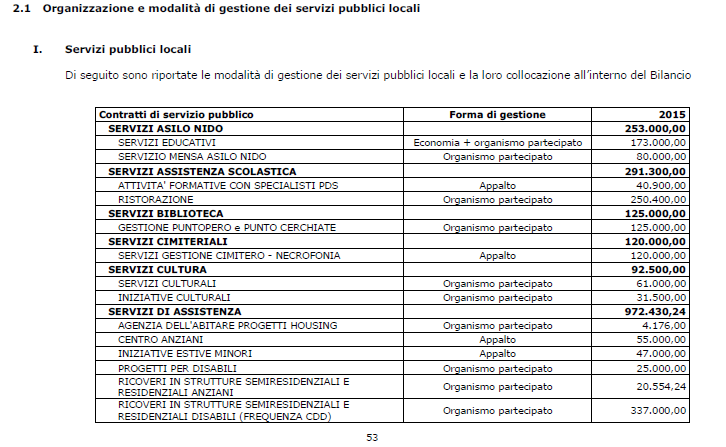 2.1 Organizzazione e modalità di gestione dei servizi pubblici locali
I. Servizi pubblici locali
Di seguito sono riportate le modalità di gestione dei servizi pubblici locali e la loro collocazione all'interno del Bilancio
Contratti di servizio pubblico Forma di gestione 2015
SERVIZI ASILO NIDO 253.000,00
SERVIZI EDUCATIVI Economia + organismo partecipato 173.000,00
SERVIZIO MENSA ASILO NIDO Organismo partecipato 80.000,00
SERVIZI ASSISTENZA SCOLASTICA 291.300,00
ATTIVITA' FORMATIVE CON SPECIALISTI PDS Appalto 40.900,00
RISTORAZIONE Organismo partecipato 250.400,00
SERVIZI BIBLIOTECA 125.000,00
GESTIONE PUNTOPERO e PUNTO CERCHIATE Organismo partecipato 125.000,00
SERVIZI CIMITERIALI 120.000,00
SERVIZI GESTIONE CIMITERO - NECROFONIA Appalto 120.000,00
SERVIZI CULTURA 92.500,00
SERVIZI CULTURALI Organismo partecipato 61.000,00
INIZIATIVE CULTURALI Organismo partecipato 31.500,00
SERVIZI DI ASSISTENZA 972.430,24
AGENZIA DELL'ABITARE PROGETTI HOUSING Organismo partecipato 4.176,00
CENTRO ANZIANI Appalto 55.000,00
INIZIATIVE ESTIVE MINORI Appalto 47.000,00
PROGETTI PER DISABILI Organismo partecipato 25.000,00
RICOVERI IN STRUTTURE SEMIRESIDENZIALI E
RESIDENZIALI ANZIANI Organismo partecipato 20.554,24
RICOVERI IN STRUTTURE SEMIRESIDENZIALI E
RESIDENZIALI DISABILI (FREQUENZA CDD) Organismo partecipato 337.000,00
53